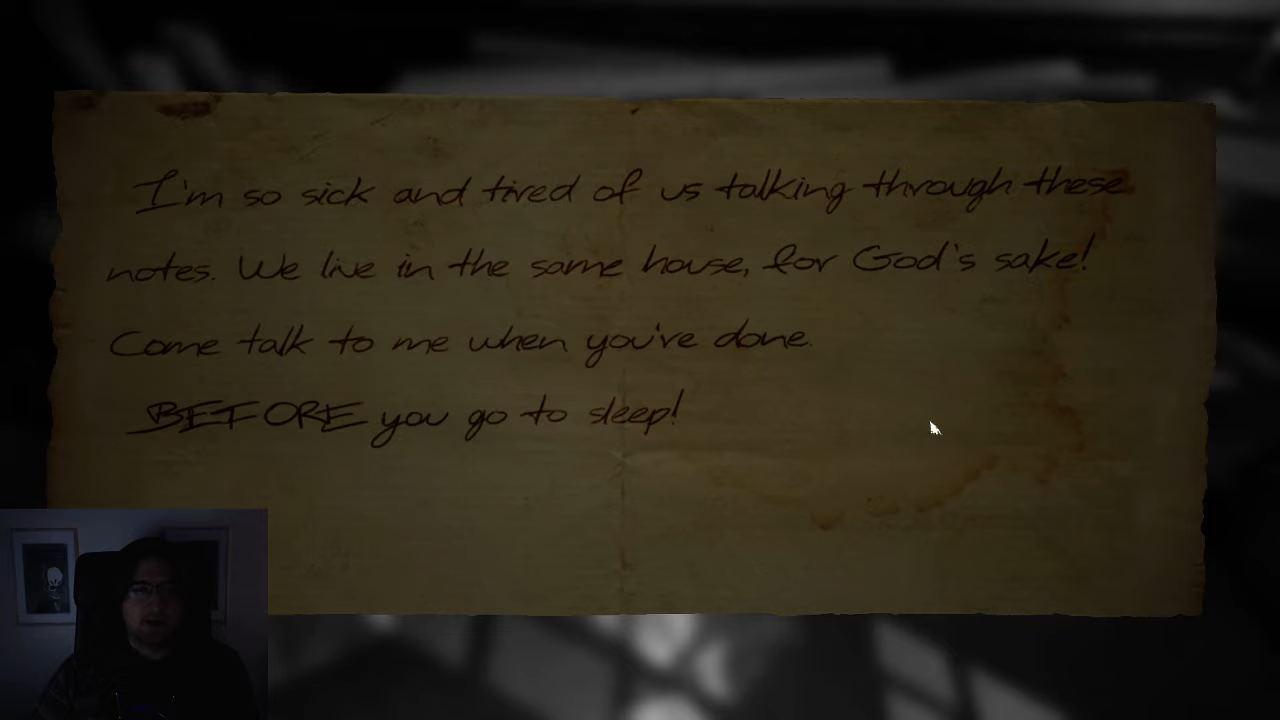 I'm so sick and tired of us talking through these
notes. We live in the same house, for God's sake!
Come talk to me when you're done.
BEFORE you go to sleep!